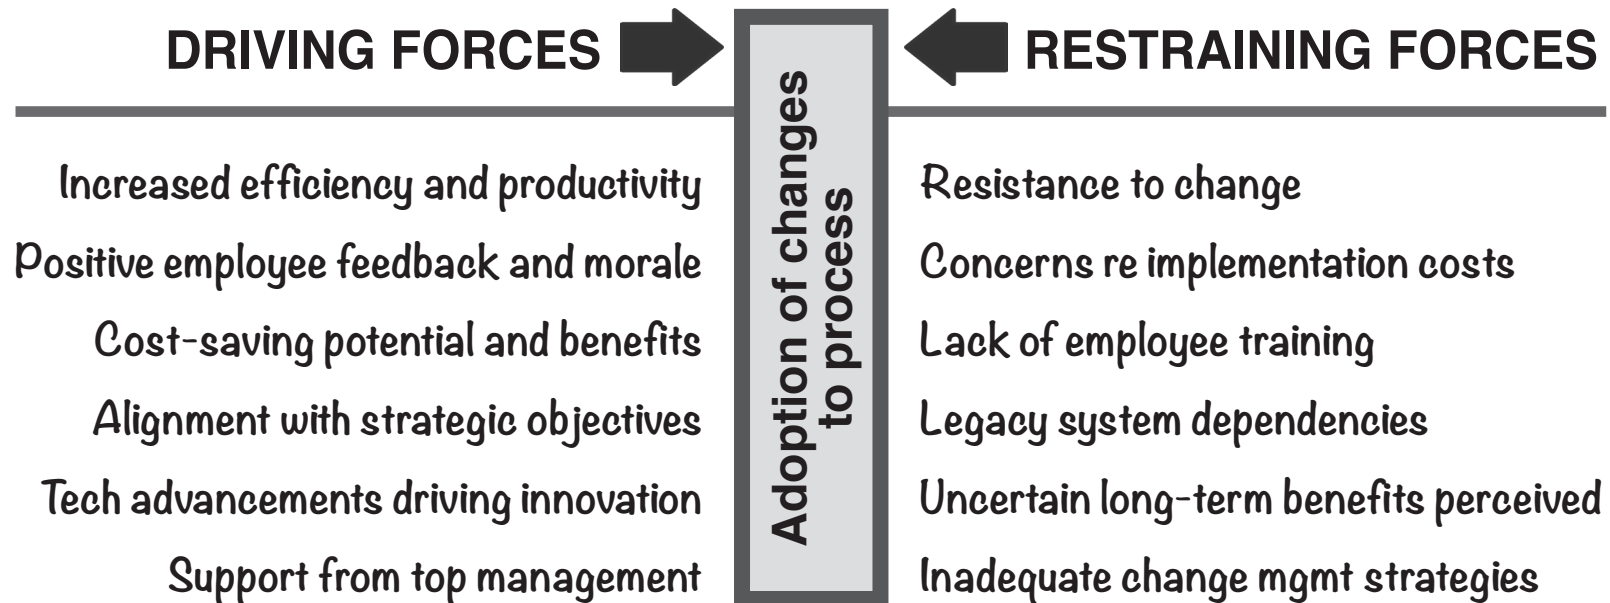 DRIVING FORCES
RESTRAINING FORCES
Adoption of changes
to process
Increased efficiency and productivity
Positive employee feedback and morale
Cost-saving potential and benefits
Alignment with strategic objectives
Tech advancements driving innovation
Support from top management
Resistance to change
Concerns re implementation costs
Lack of employee training
Legacy system dependencies
Uncertain long-term benefits perceived
Inadequate change mgmt strategies